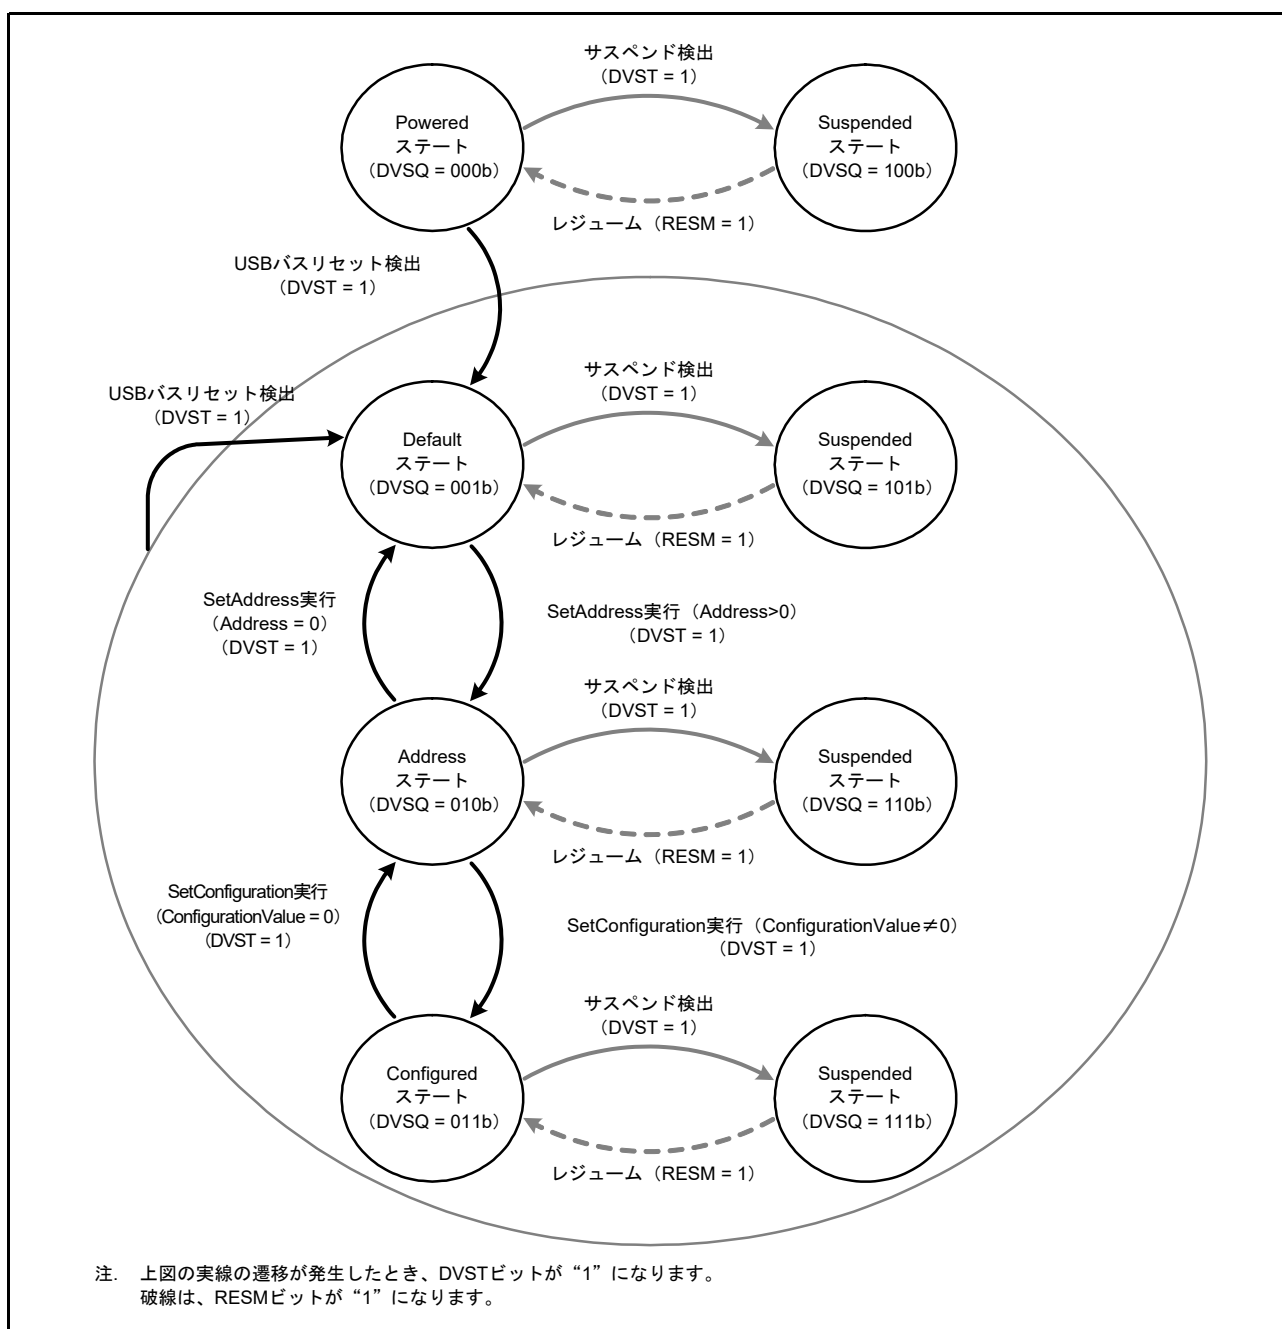 サスペンド検出
（DVST = 1）
Powered
ステート
（DVSQ = 000b）
Suspended
ステート
（DVSQ = 100b）
レジューム（RESM = 1）
USBバスリセット検出
（DVST = 1）
サスペンド検出
（DVST = 1）
USBバスリセット検出
（DVST = 1）
Default
ステート
（DVSQ = 001b）
Suspended
ステート
（DVSQ = 101b）
レジューム（RESM = 1）
SetAddress実行
（Address = 0）
（DVST = 1）
SetAddress実行（Address>0）
（DVST = 1）
サスペンド検出
（DVST = 1）
Address
ステート
（DVSQ = 010b）
Suspended
ステート
（DVSQ = 110b）
レジューム（RESM = 1）
SetConfiguration実行
（ConfigurationValue = 0）
（DVST = 1）
SetConfiguration実行（ConfigurationValue≠0）
（DVST = 1）
サスペンド検出
（DVST = 1）
Configured
ステート
（DVSQ = 011b）
Suspended
ステート
（DVSQ = 111b）
レジューム（RESM = 1）
注. 上図の実線の遷移が発生したとき、DVSTビットが“1”になります。
破線は、RESMビットが“1”になります。